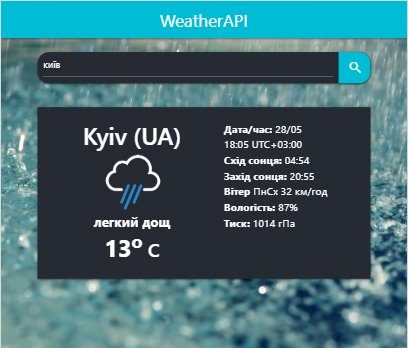 WeatherAPI
київ
Kyiv (UA)
легкий дощ
13º C
Дата/час: 28/05
18:05 UTC+03:00
Схід сонця: 04:54
Захід сонця: 20:55
Вітер ПнСх 32 км/год
Вологість: 87%
Тиск: 1014 гПа